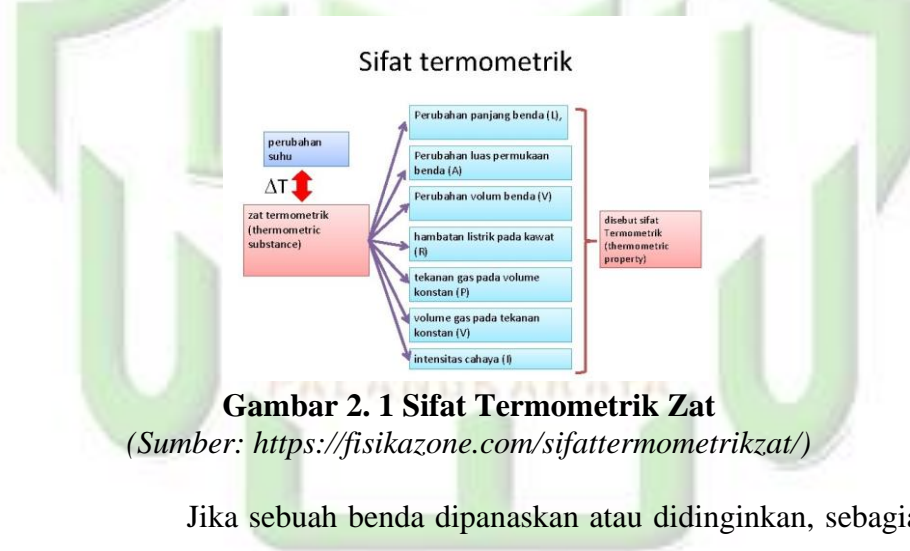 Sifat termometrik
perubahan
suhu
ΔT
zat termometrik
(thermometric
substance)
Perubahan panjang benda (L),
Perubahan luas permukaan
benda (A)
Perubahan volum benda (V)
hambatan listrik pada kawat
(R)
tekanan gas pada volume
konstan (P)
volume gas pada tekanan
konstan (V)
intensitas cahaya (I)
disebut sifat
Termometrik
(thermometric
property)
Gambar 2. 1 Sifat Termometrik Zat
(Sumber: https://fisikazone.com/sifattermometrikzat/)
Jika sebuah benda dipanaskan atau didinginkan, sebagia